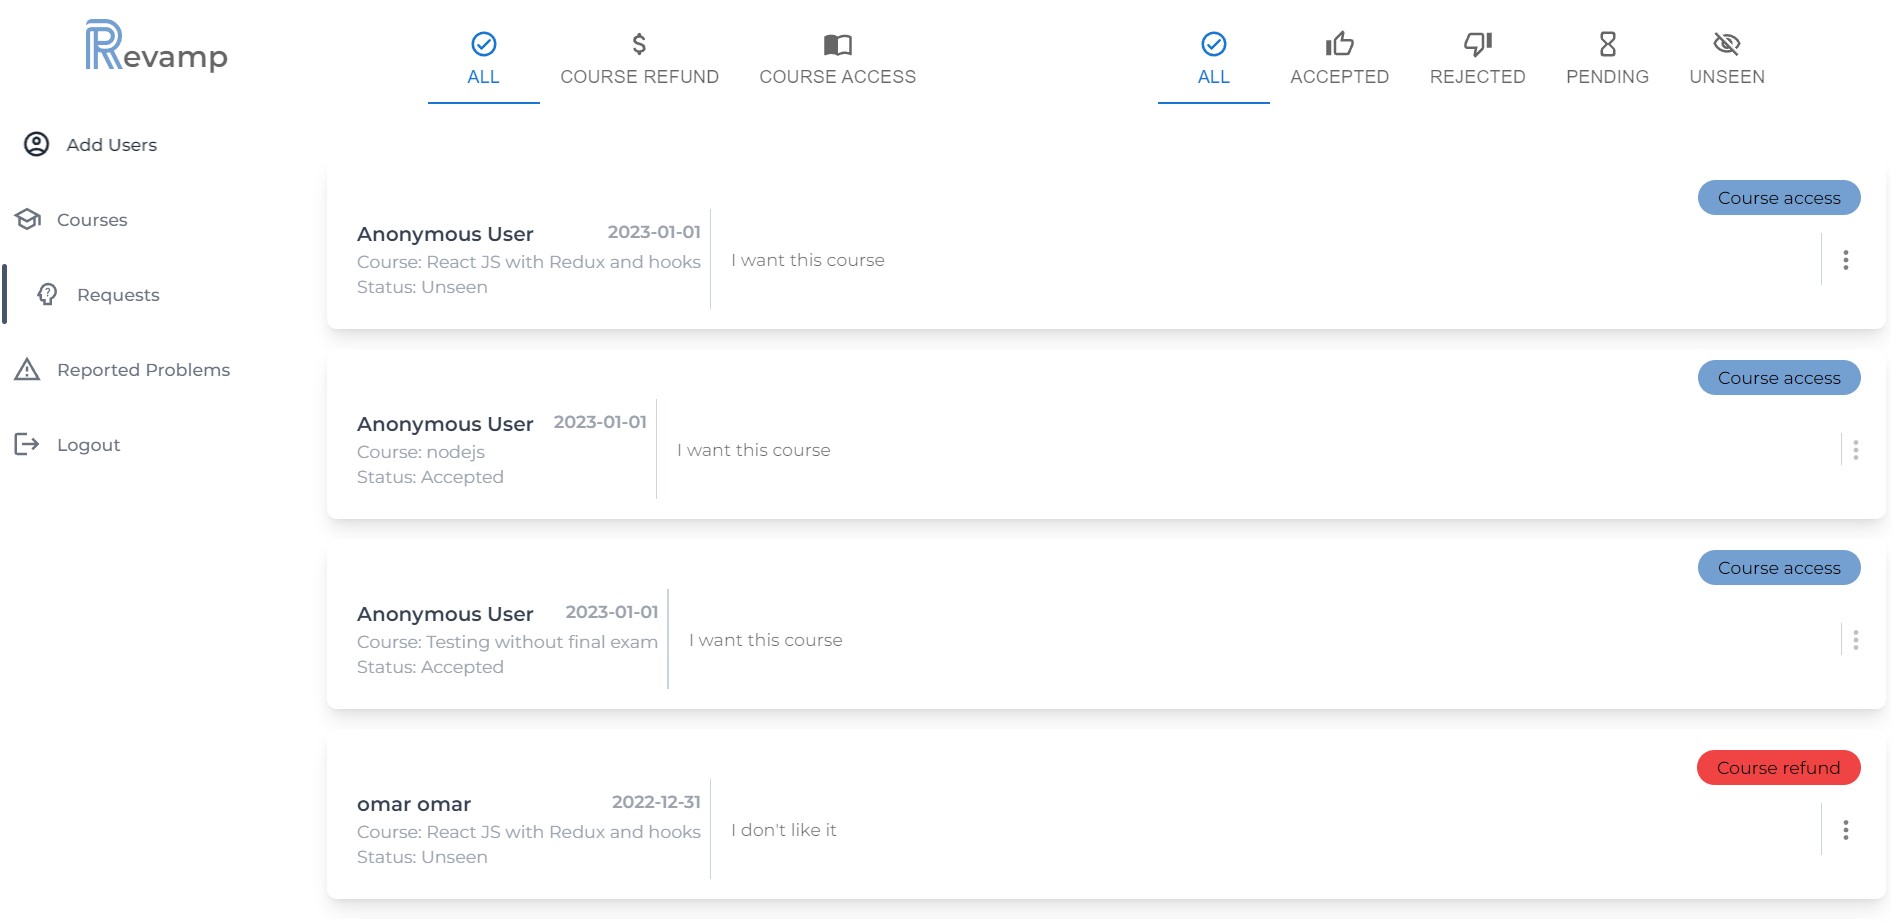 Revamp
ALL
COURSE REFUND
COURSE ACCESS
ALL
ACCEPTED
REJECTED
PENDING
UNSEEN
Add Users
Courses
Requests
Reported Problems
Logout
Course access
Anonymous User 2023-01-01
Course: React JS with Redux and hooks
Status: Unseen
I want this course
Course access
Anonymous User 2023-01-01
Course: nodejs
Status: Accepted
I want this course
Course access
Anonymous User 2023-01-01
Course: Testing without final exam
Status: Accepted
I want this course
Course refund
omar omar 2022-12-31
Course: React JS with Redux and hooks
Status: Unseen
I don't like it